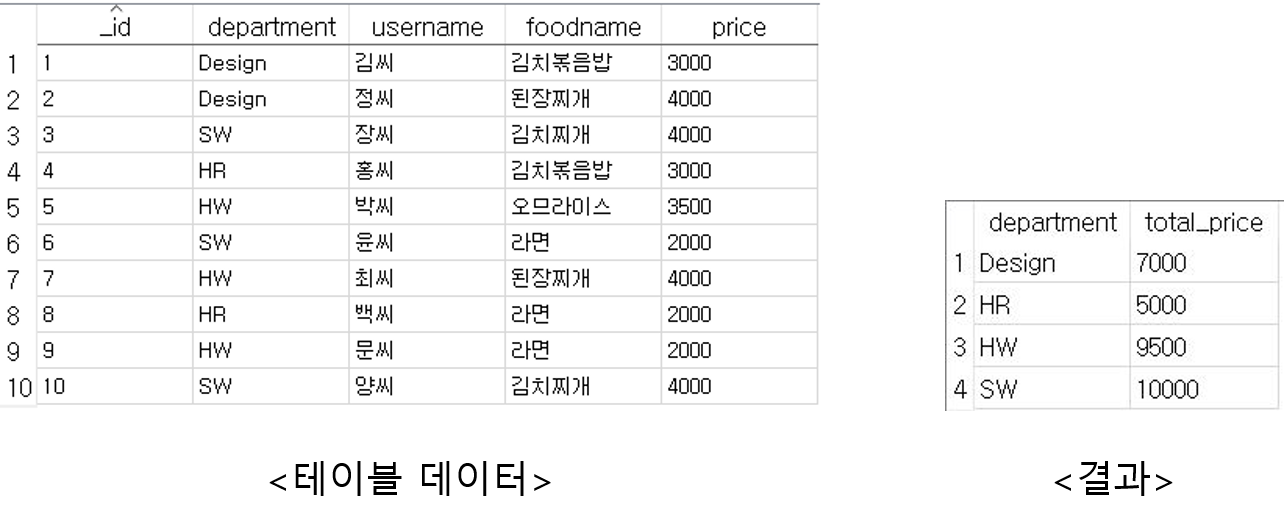 _id department username foodname price
1 1 Design 김씨 김치볶음밥 3000
2 2 Design 정씨 된장찌개 4000
3 3 SW 장씨 김치찌개 4000
4 4 HR 홍씨 김치볶음밥 3000
5 5 HW 박씨 오므라이스 3500
6 6 SW 윤씨 라면 2000
7 7 HW 최씨 된장찌개 4000
8 8 HR 백씨 라면 2000
9 9 HW 문씨 라면 2000
10 10 SW 양씨 김치찌개 4000
<테이블 데이터>
department total_price
1 Design 7000
2 HR 5000
3 HW 9500
4 SW 10000
<결과>